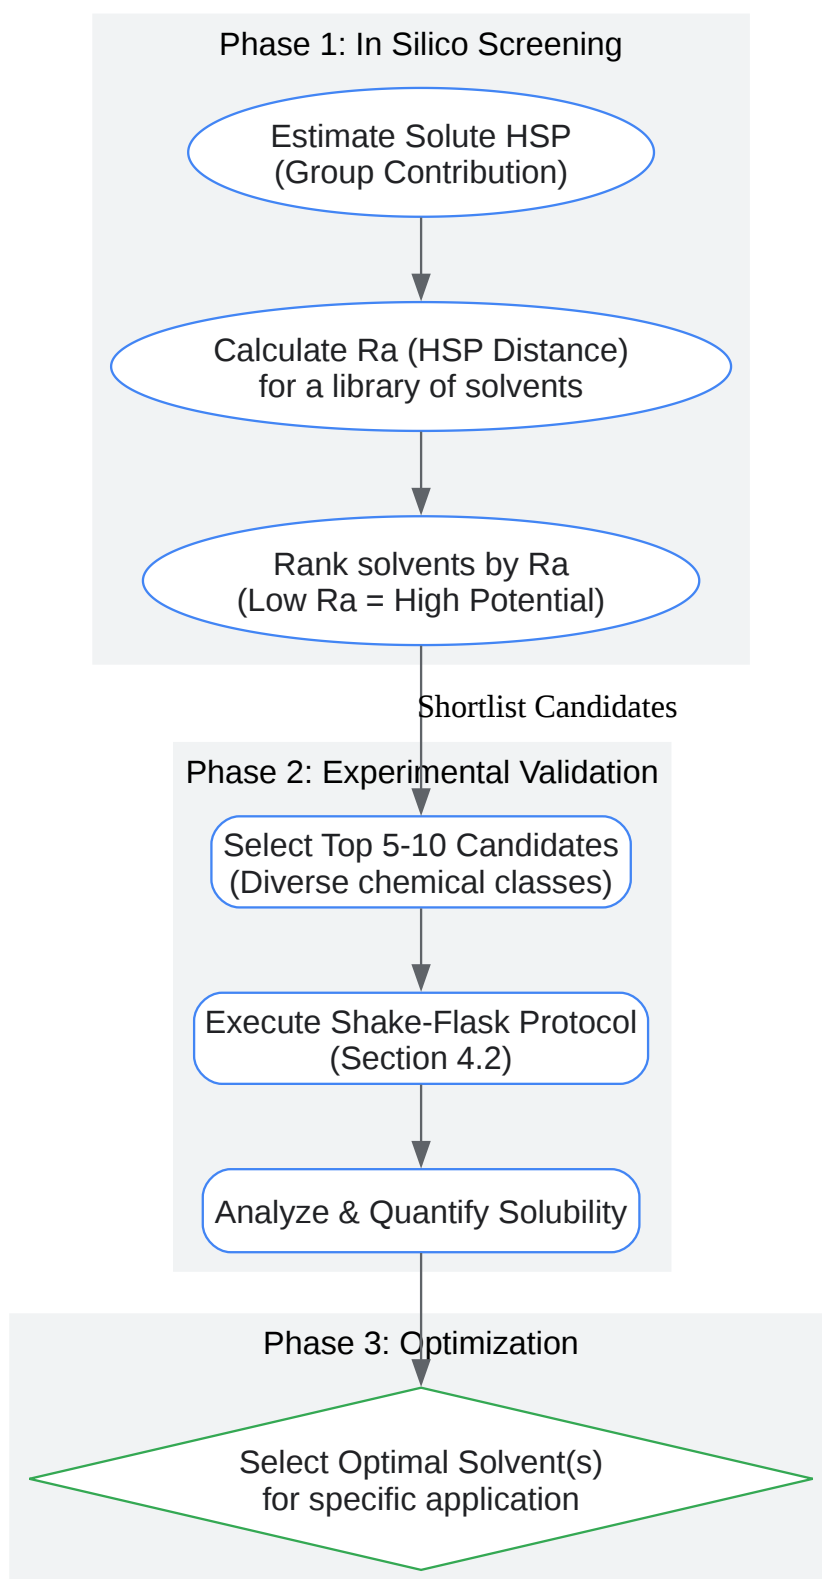 Phase 1: In Silico Screening
Estimate Solute HSP
(Group Contribution)
Calculate Ra (HSP Distance)
for a library of solvents
Rank solvents by Ra
(Low Ra = High Potential)
Shortlist Candidates
Phase 2: Experimental Validation
Select Top 5-10 Candidates
(Diverse chemical classes)
Execute Shake-Flask Protocol
(Section 4.2)
Analyze & Quantify Solubility
Phase 3: Optimization
Select Optimal Solvent(s)
for specific application